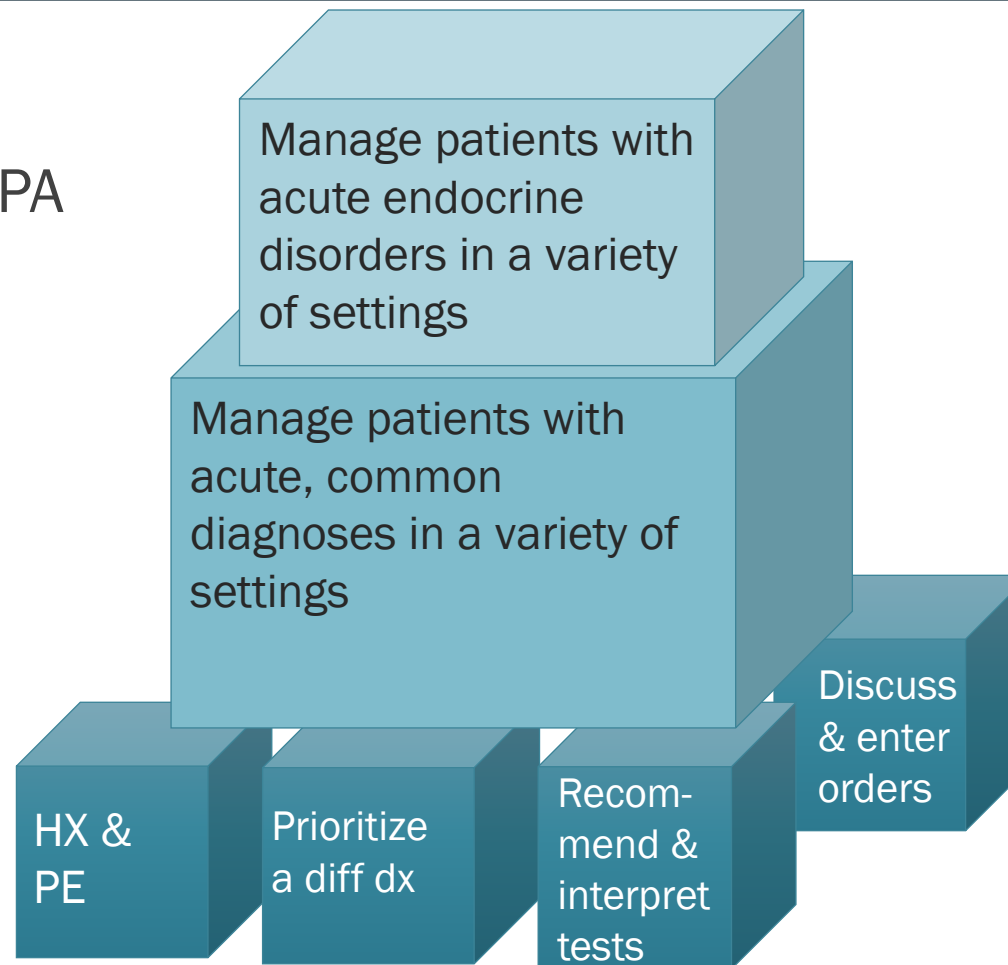 PA
Manage patients with
acute endocrine
disorders in a variety
of settings
Manage patients with
acute, common
diagnoses in a variety of
settings
HX &
PE
Prioritize
a diff dx
Recom-
mend &
interpret
tests
Discuss
& enter
orders